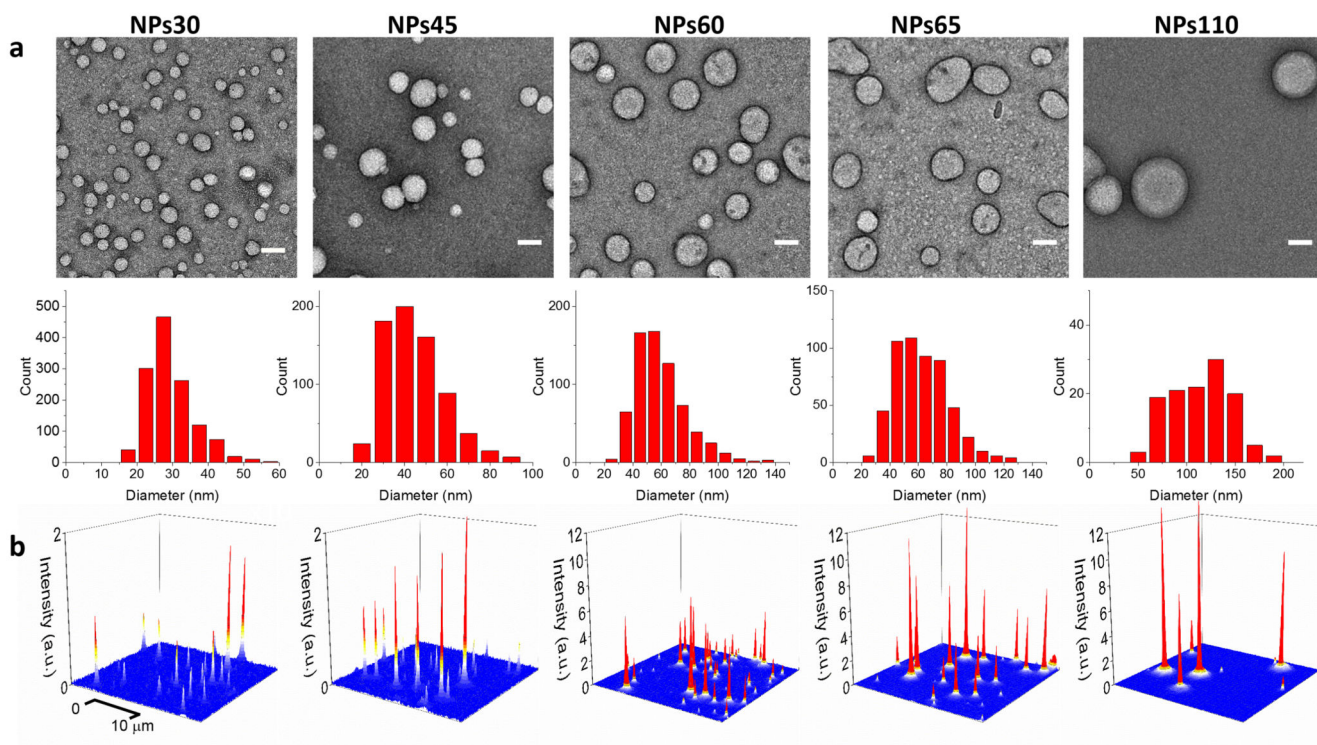 NPs30 NPs45 NPs60 NPs65 NPs110
a
500 400 300 200 100 0
Count
0 10 20 30 40 50 60
Diameter (nm)
200 100 0
Count
0 20 40 60 80 100
Diameter (nm)
200 100 0
Count
0 20 40 60 80 100 120 140
Diameter (nm)
150 100 50 0
Count
0 20 40 60 80 100 120 140
Diameter (nm)
40 20 0
Count
0 50 100 150 200
Diameter (nm)
b
2 0
Intensity (a.u.)
0 10 μm
2 0
Intensity (a.u.)
12 10 8 6 4 2 0
Intensity (a.u.)
12 10 8 6 4 2 0
Intensity (a.u.)
12 10 8 6 4 2 0
Intensity (a.u.)